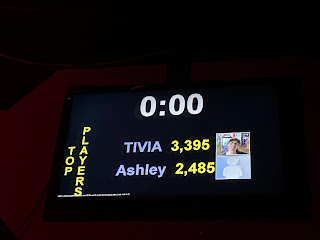 0:00
TOP PLAYERS
TIVIA 3,395
Ashley 2,485